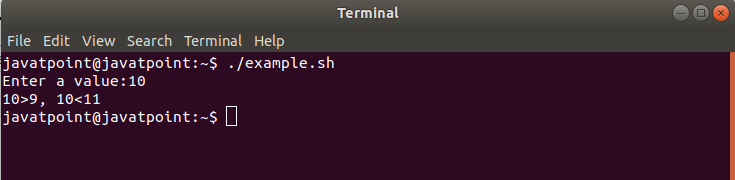 Terminal
File Edit View Search Terminal Help
javatpoint@javatpoint:~$ ./example.sh
Enter a value:10
10>9, 10<11
javatpoint@javatpoint:~$